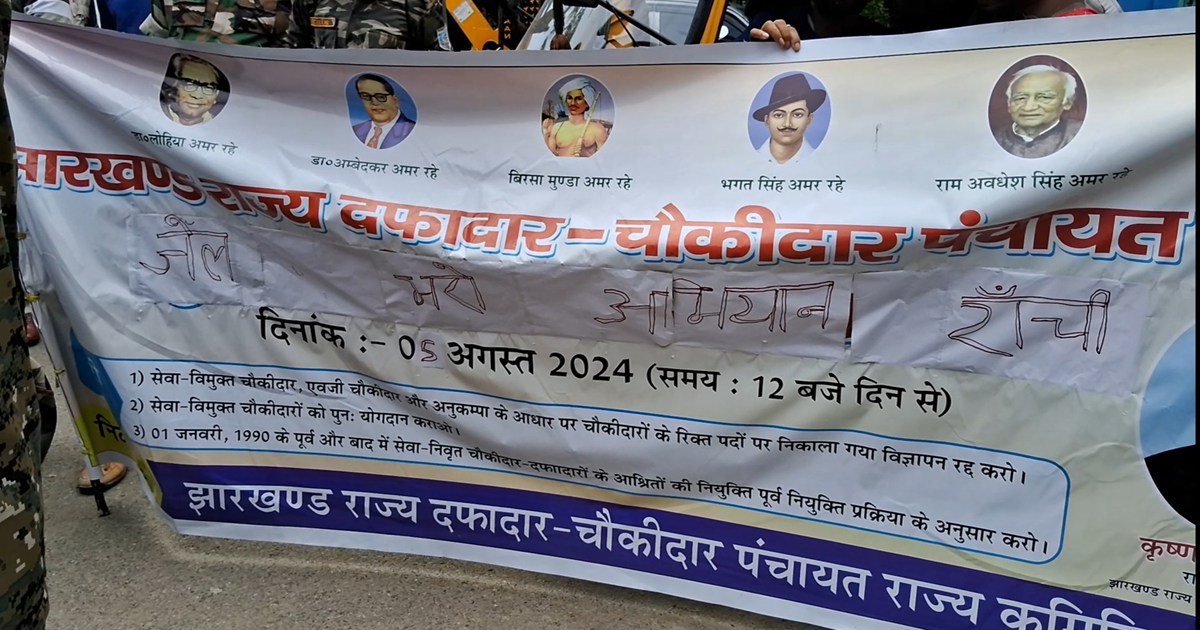 डा०लोहिया अमर रहे
डा०अम्बेदकर अमर रहे
बिरसा मुण्डा अमर रहे
भगत सिंह अमर रहे
राम अवधेश सिंह अमर रहे
झारखण्ड राज्य दफादार-चौकीदार पंचायत
जेल भरो अभियान राँची
दिनांक :- 05 अगस्त 2024 (समय : 12 बजे दिन से)
1) सेवा-विमुक्त चौकीदार, एवजी चौकीदार और अनुकम्पा के आधार पर चौकीदारों के रिक्त पदों पर निकाला गया विज्ञापन रद्द करो।
2) सेवा-विमुक्त चौकीदारों को पुन: योगदान कराओ।
3) 01 जनवरी, 1990 के पूर्व और बाद में सेवा-निवृत चौकीदार-दफाादारों के आश्रितों की नियुक्ति पूर्व नियुक्ति प्रक्रिया के अनुसार करो।
झारखण्ड राज्य दफादार-चौकीदार पंचायत राज्य
कृष्ण
झारखण्ड राज्य